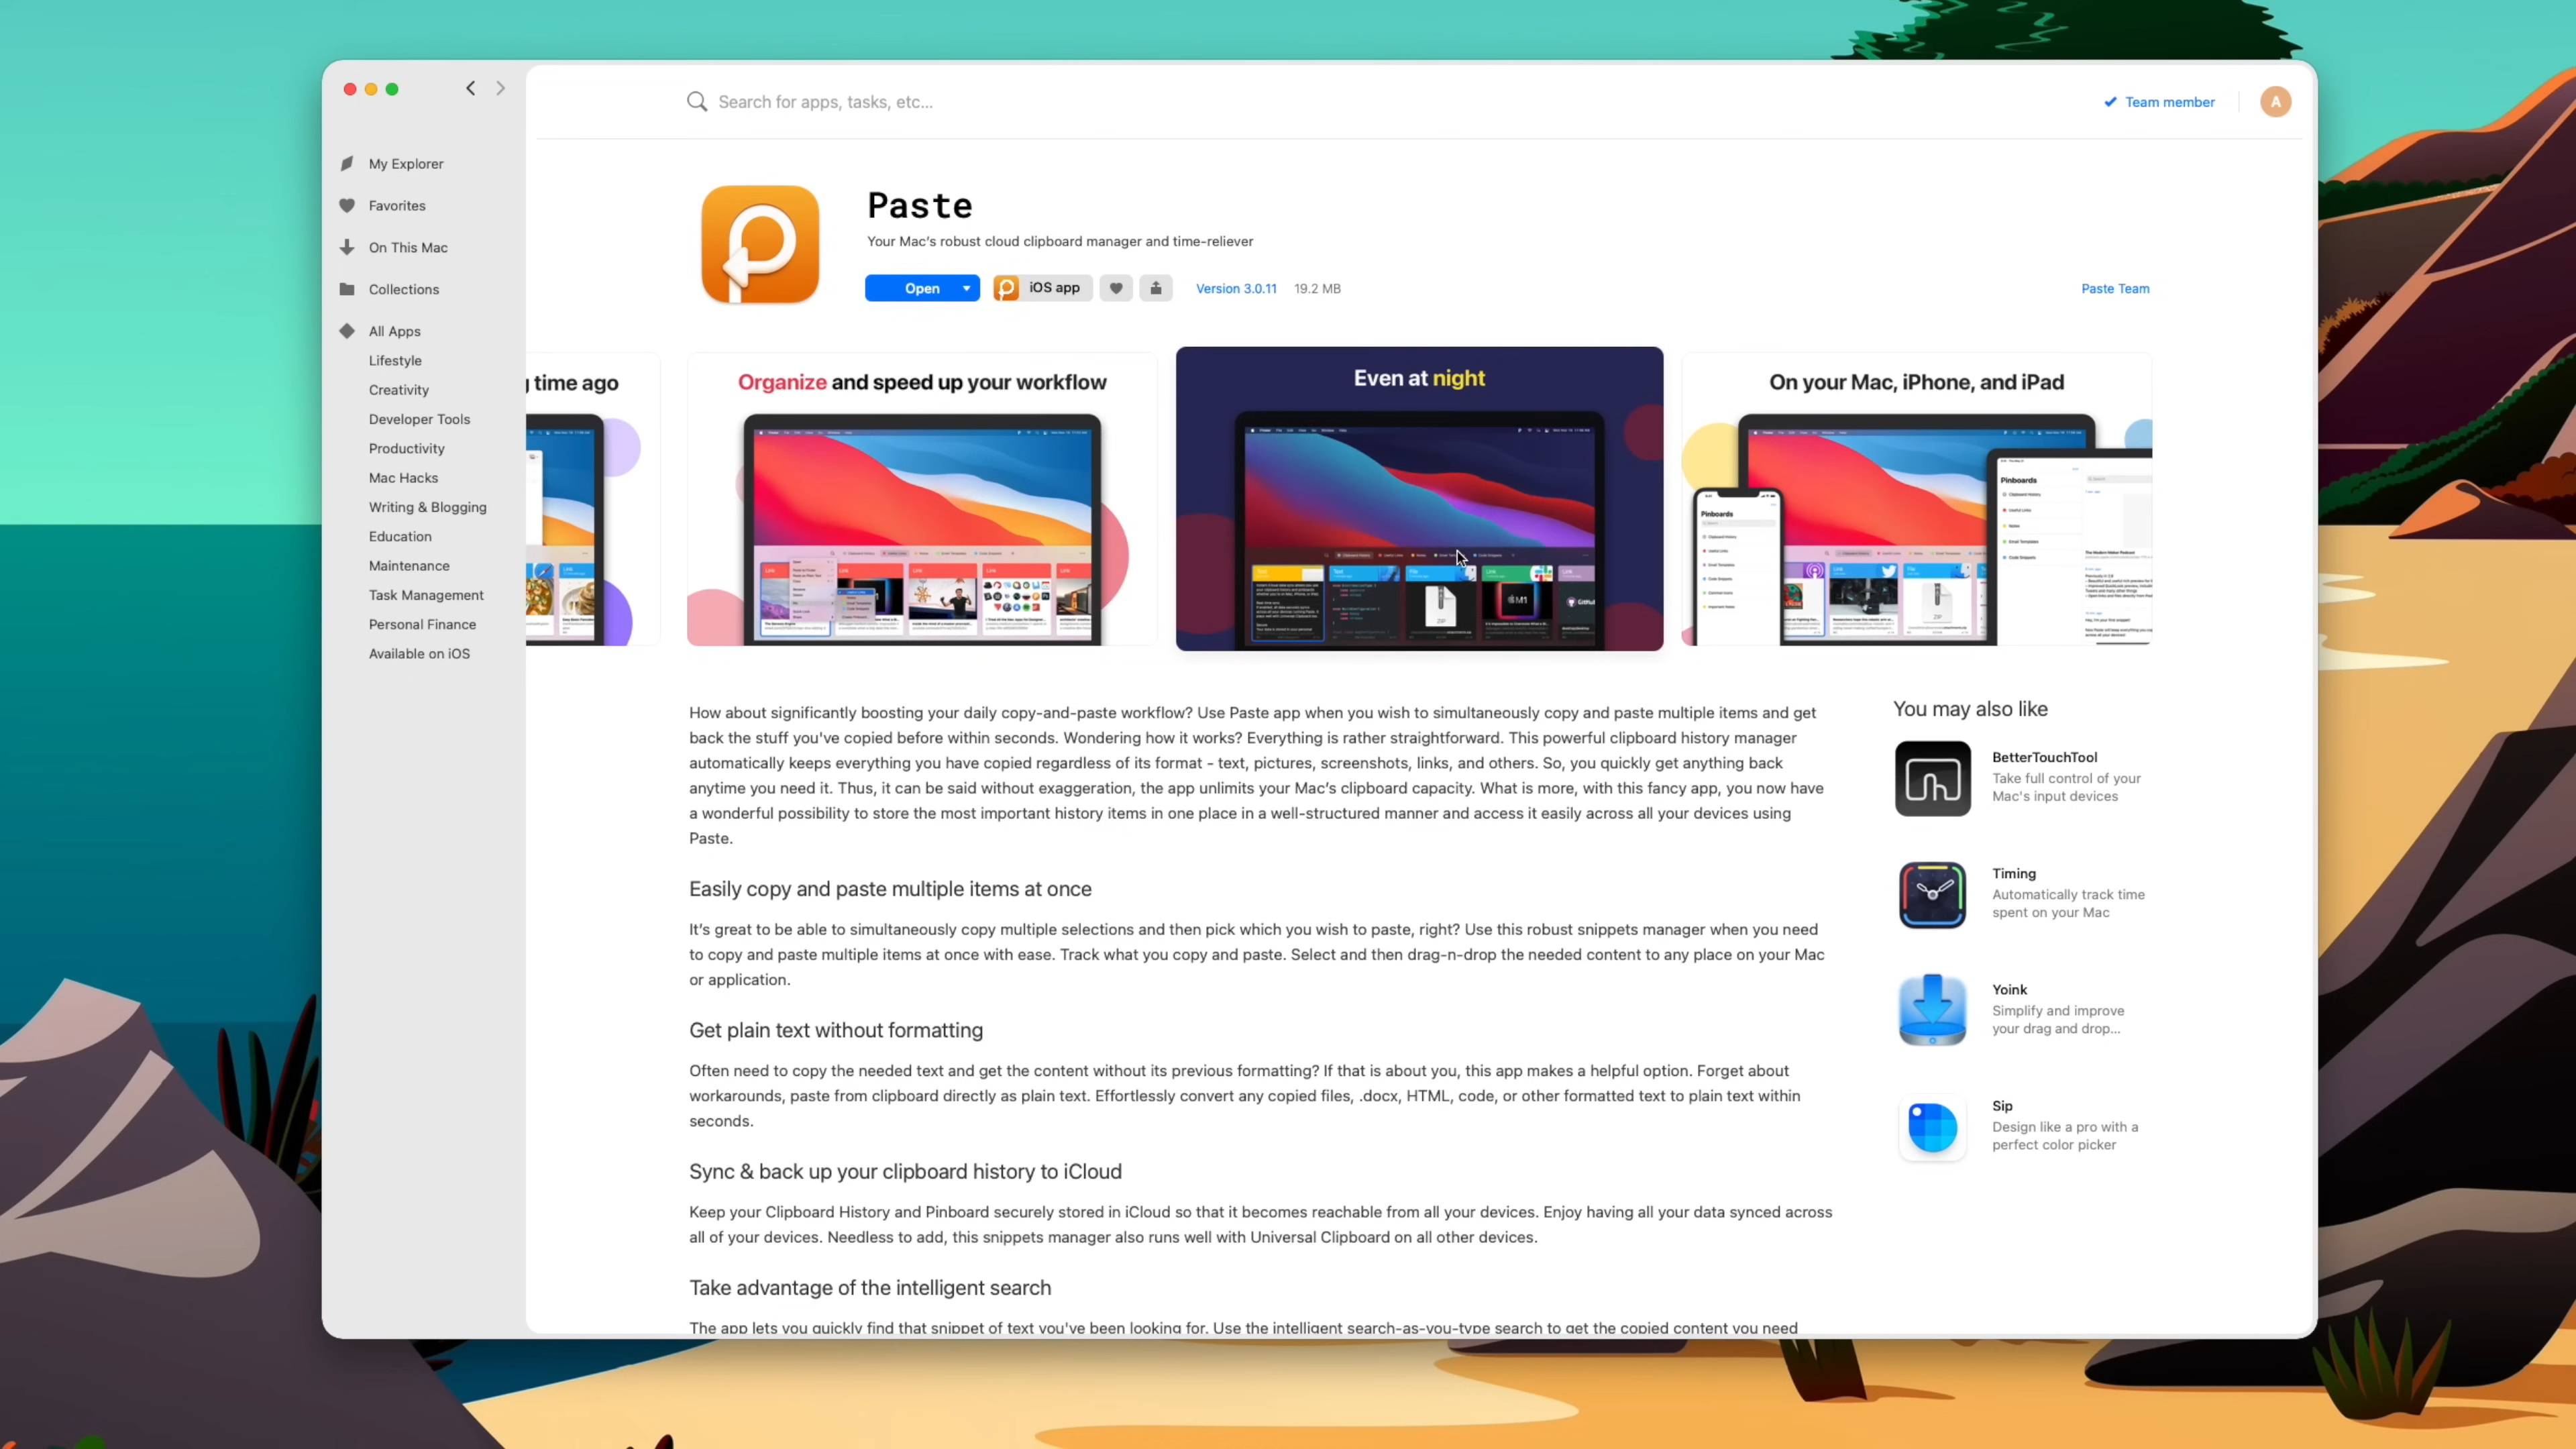 Search for apps, tasks, etc...
Team member
A
My Explorer
Favorites
On This Mac
Collections
All Apps
Lifestyle
Creativity
Developer Tools
Productivity
Mac Hacks
Writing & Blogging
Education
Maintenance
Task Management
Personal Finance
Available on iOS
Paste
Your Mac's robust cloud clipboard manager and time-reliever
Open
iOS app
Version 3.0.11
19.2 MB
Paste Team
time ago
Organize and speed up your workflow
Even at night
On your Mac, iPhone, and iPad
Pinboards
Pinboards
ZIP
M1
ZIP
How about significantly boosting your daily copy-and-paste workflow? Use Paste app when you wish to simultaneously copy and paste multiple items and get
back the stuff you've copied before within seconds. Wondering how it works? Everything is rather straightforward. This powerful clipboard history manager
automatically keeps everything you have copied regardless of its format - text, pictures, screenshots, links, and others. So, you quickly get anything back
anytime you need it. Thus, it can be said without exaggeration, the app unlimits your Mac's clipboard capacity. What is more, with this fancy app, you now have
a wonderful possibility to store the most important history items in one place in a well-structured manner and access it easily across all your devices using
Paste.
Easily copy and paste multiple items at once
It's great to be able to simultaneously copy multiple selections and then pick which you wish to paste, right? Use this robust snippets manager when you need
to copy and paste multiple items at once with ease. Track what you copy and paste. Select and then drag-n-drop the needed content to any place on your Mac
or application.
Get plain text without formatting
Often need to copy the needed text and get the content without its previous formatting? If that is about you, this app makes a helpful option. Forget about
workarounds, paste from clipboard directly as plain text. Effortlessly convert any copied files, .docx, HTML, code, or other formatted text to plain text within
seconds.
Sync & back up your clipboard history to iCloud
Keep your Clipboard History and Pinboard securely stored in iCloud so that it becomes reachable from all your devices. Enjoy having all your data synced across
all of your devices. Needless to add, this snippets manager also runs well with Universal Clipboard on all other devices.
Take advantage of the intelligent search
The app lets you quickly find that snippet of text you've been looking for. Use the intelligent search-as-you-type search to get the copied content you need
You may also like
BetterTouchTool
Take full control of your
Mac's input devices
Timing
Automatically track time
spent on your Mac
Yoink
Simplify and improve
your drag and drop...
Sip
Design like a pro with a
perfect color picker